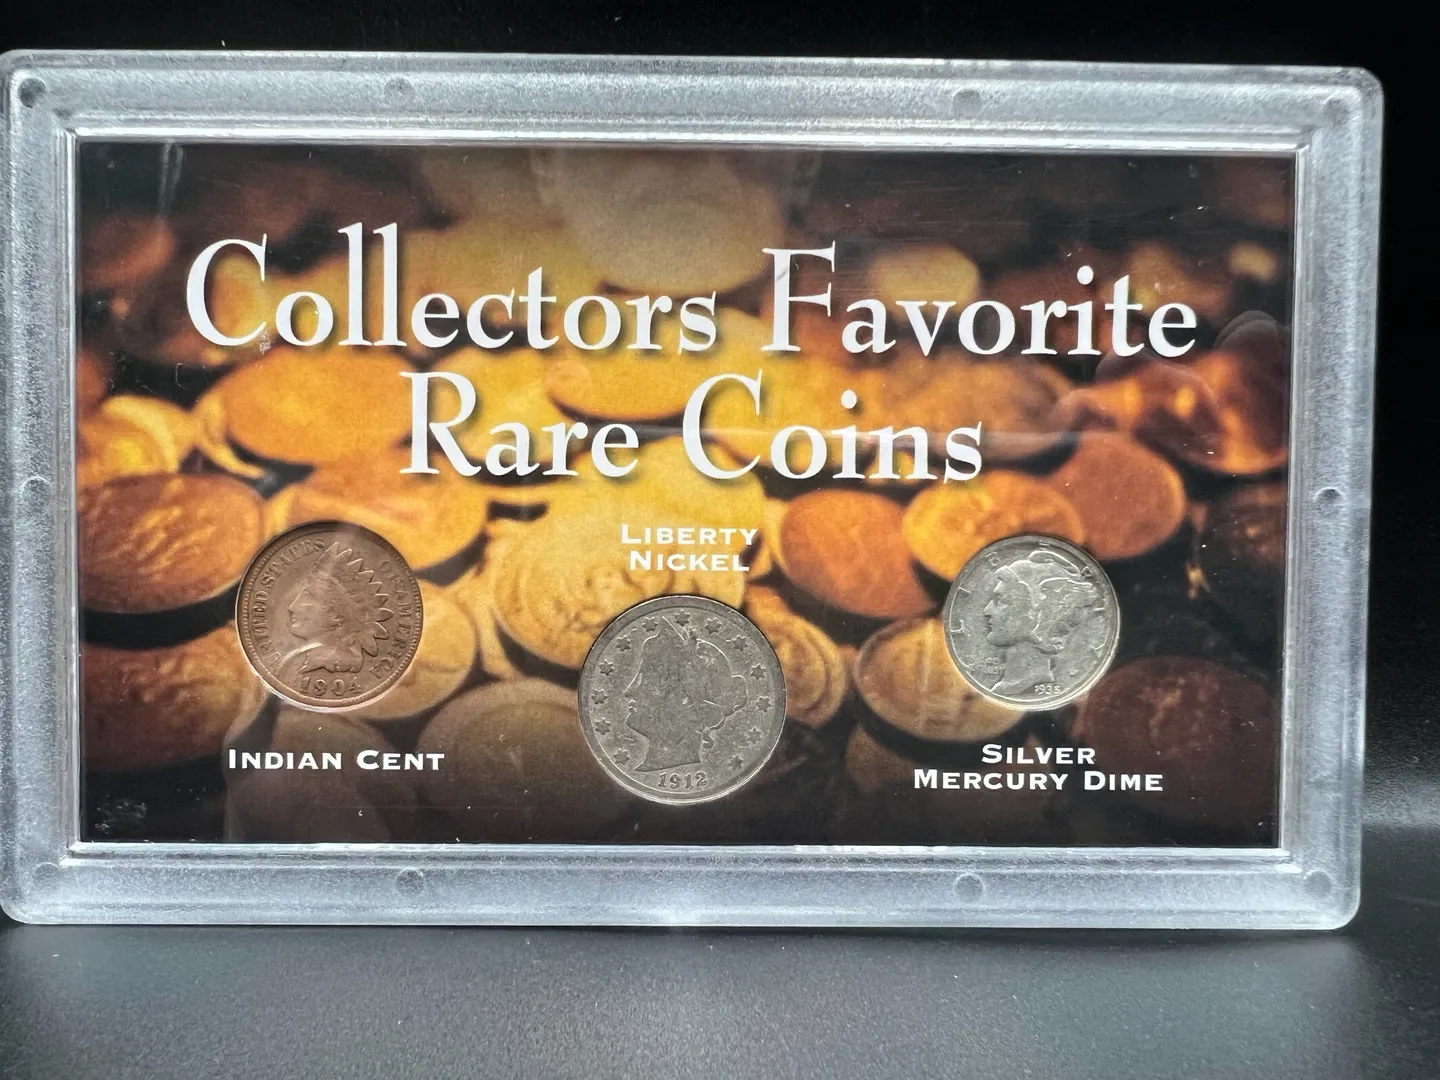 Collectors Favorite
Rare Coins
LIBERTY
NICKEL
UNITED STATES OF AMERICA
1904
INDIAN CENT
1912
LIBERTY
1935
SILVER
MERCURY DIME